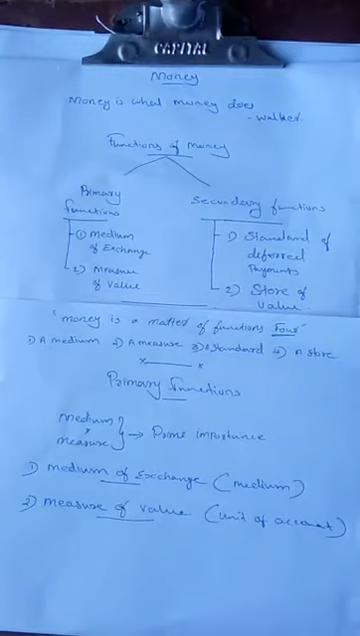 CAPITAL
Money
Money is what money does
- Walker
Functions of money
Primary functions
1) Medium of Exchange
2) Measure of Value
Secondary functions
1) Standard of deferred Payments
2) Store of Value
"Money is a matter of functions Four"
1) A medium 2) A measure 3) A Standard 4) A Store
x x
Primary Functions
Medium
x
Measure } → Prime importance
1) Medium of Exchange (medium)
2) Measure of Value (Unit of account)